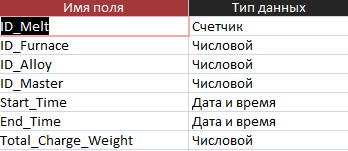 Имя поля Тип данных
ID_Melt Счетчик
ID_Furnace Числовой
ID_Alloy Числовой
ID_Master Числовой
Start_Time Дата и время
End_Time Дата и время
Total_Charge_Weight Числовой